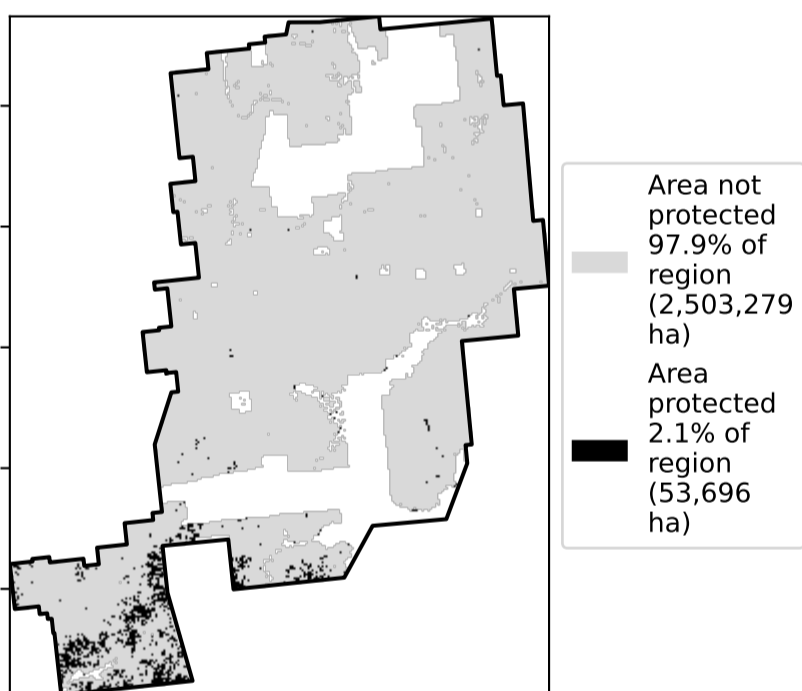 Area not
protected
97.9% of
region
(2,503,279
ha)
Area
protected
2.1% of
region
(53,696
ha)